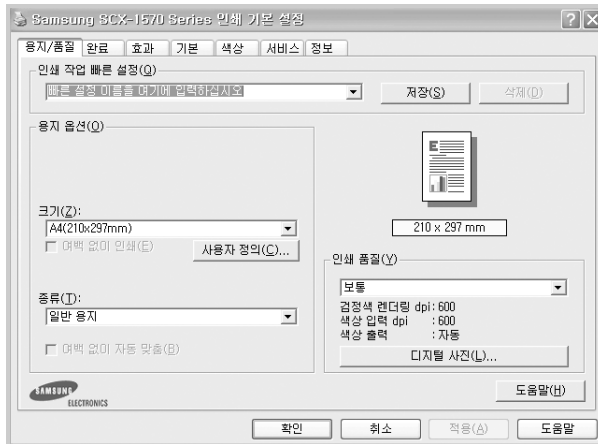 Samsung SCX-1570 Series 인쇄 기본 설정
용지/품질 완료 효과 기본 색상 서비스 정보
인쇄 작업 빠른 설정(Q)
빠른 설정 이름을 여기에 입력하십시오
저장(S)
삭제(D)
용지 옵션(O)
크기(Z):
A4(210x297mm)
여백 없이 인쇄(E)
사용자 정의(C)...
종류(T):
일반 용지
여백 없이 자동 맞춤(B)
E
210 x 297 mm
인쇄 품질(Y)
보통
검정색 렌더링 dpi: 600
색상 입력 dpi : 600
색상 출력 : 자동
디지털 사진(L)...
SAMSUNG
ELECTRONICS
도움말(H)
확인 취소 적용(A) 도움말